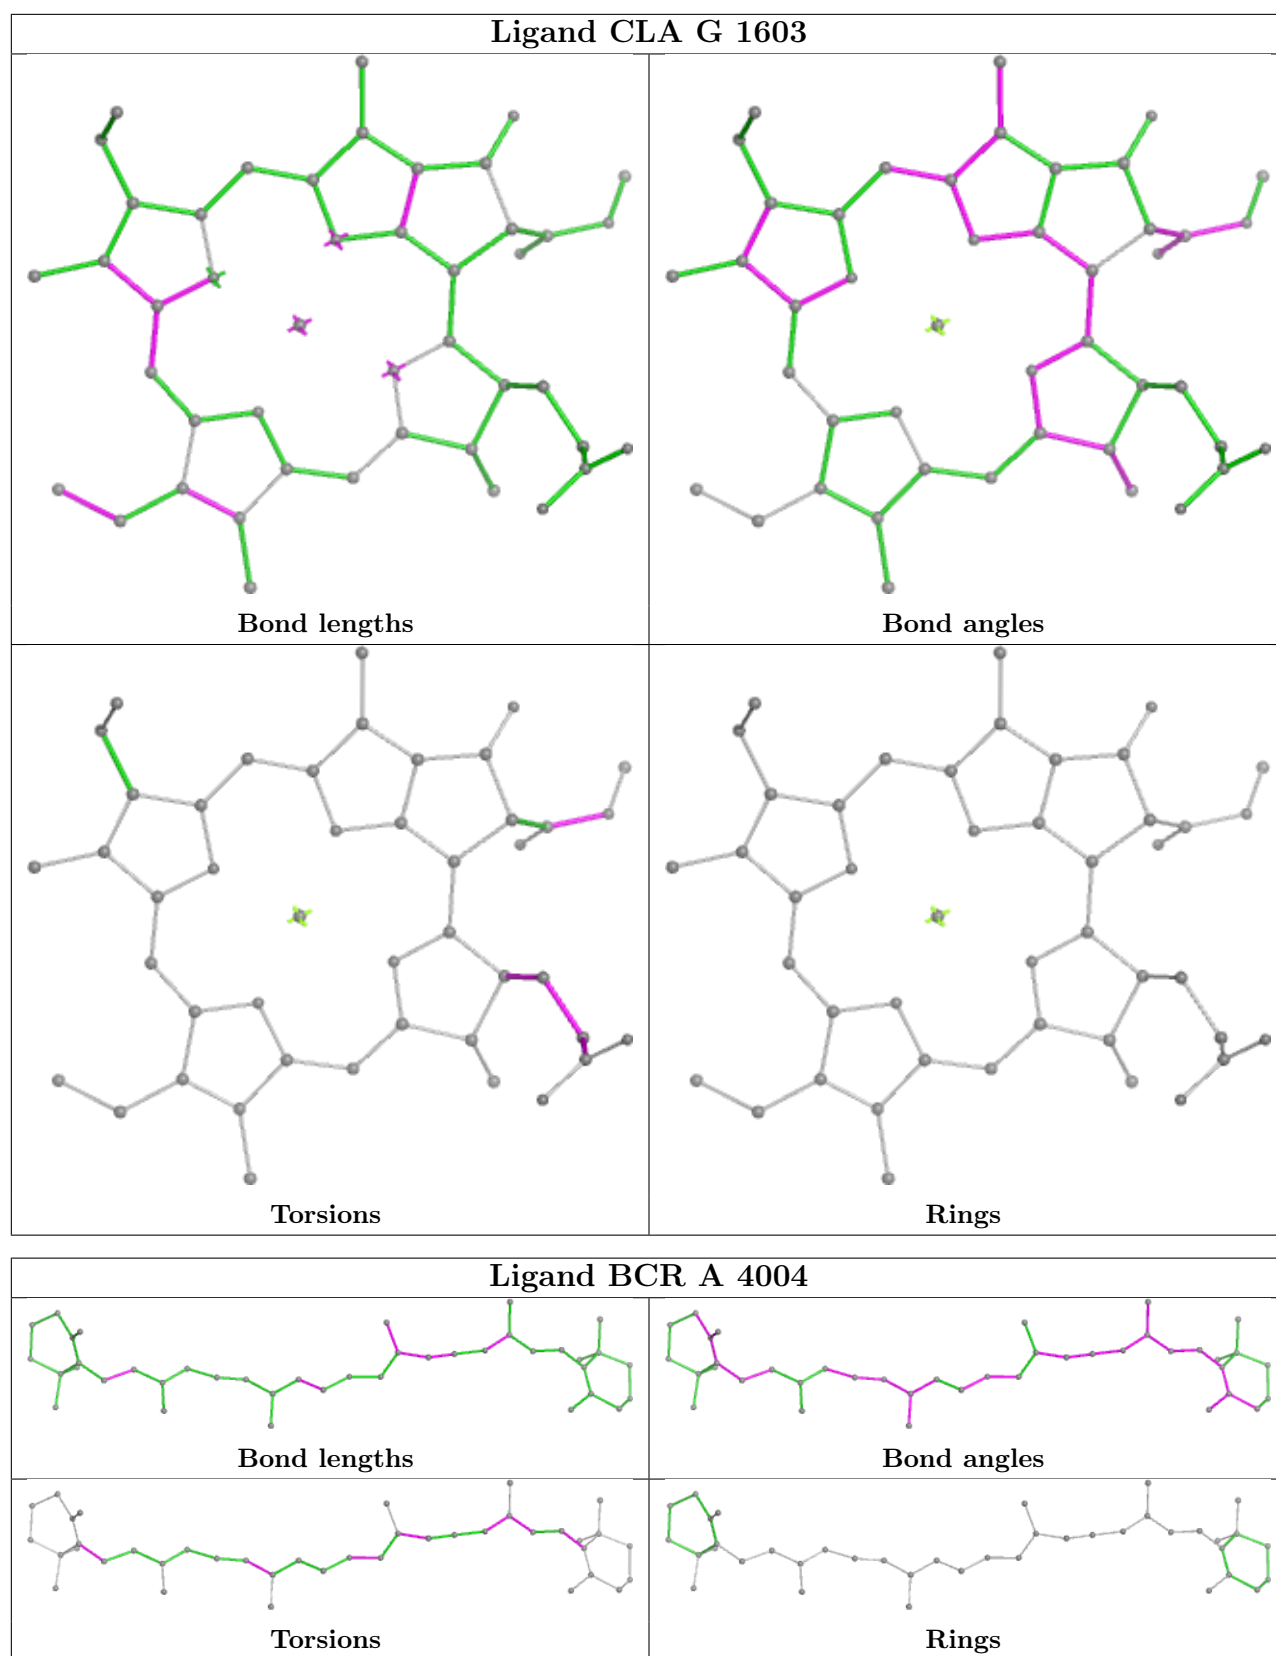 Ligand CLA G 1603
Bond lengths
Bond angles
Torsions
Rings
Ligand BCR A 4004
Bond lengths
Bond angles
Torsions
Rings